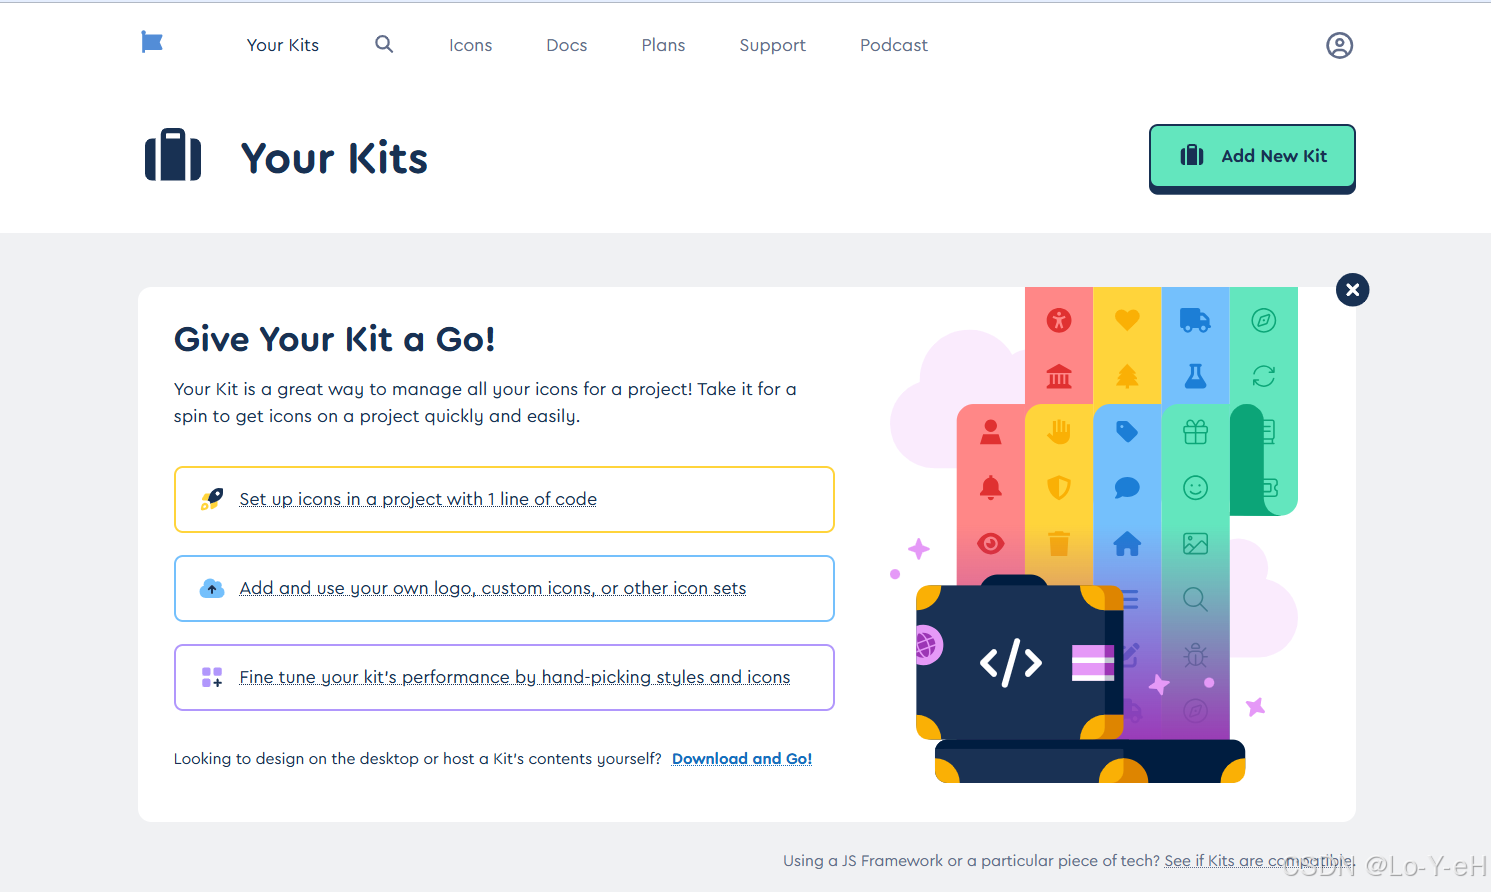 Your Kits
Icons
Docs
Plans
Support
Podcast
Your Kits
Add New Kit
Give Your Kit a Go!
Your Kit is a great way to manage all your icons for a project! Take it for a
spin to get icons on a project quickly and easily.
Set up icons in a project with 1 line of code
Add and use your own logo, custom icons, or other icon sets
Fine tune your kit's performance by hand-picking styles and icons
Looking to design on the desktop or host a Kit's contents yourself? Download and Go!
</>
Using a JS Framework or a particular piece of tech? See if Kits are compatible.
CSDN @Lo-Y-eH